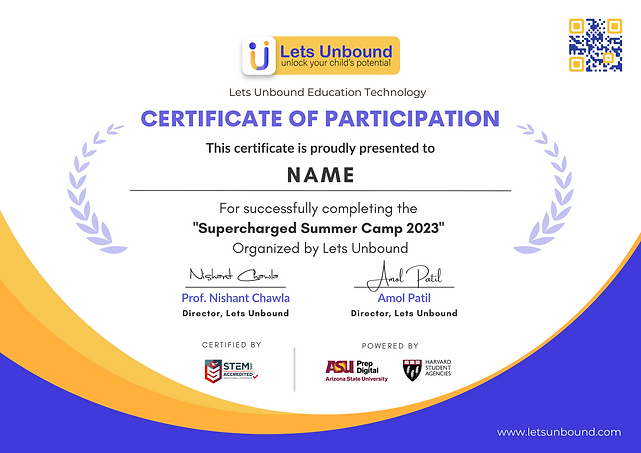 Lets Unbound
unlock your child's potential
Lets Unbound Education Technology
CERTIFICATE OF PARTICIPATION
This certificate is proudly presented to
NAME
For successfully completing the
"Supercharged Summer Camp 2023"
Organized by Lets Unbound
Nishant Chawla
Amol Patil
Prof. Nishant Chawla
Amol Patil
Director, Lets Unbound
Director, Lets Unbound
CERTIFIED BY
POWERED BY
STEM
ACCREDITED
ASU Prep Digital
Arizona State University
HARVARD
STUDENT
AGENCIES
www.letsunbound.com